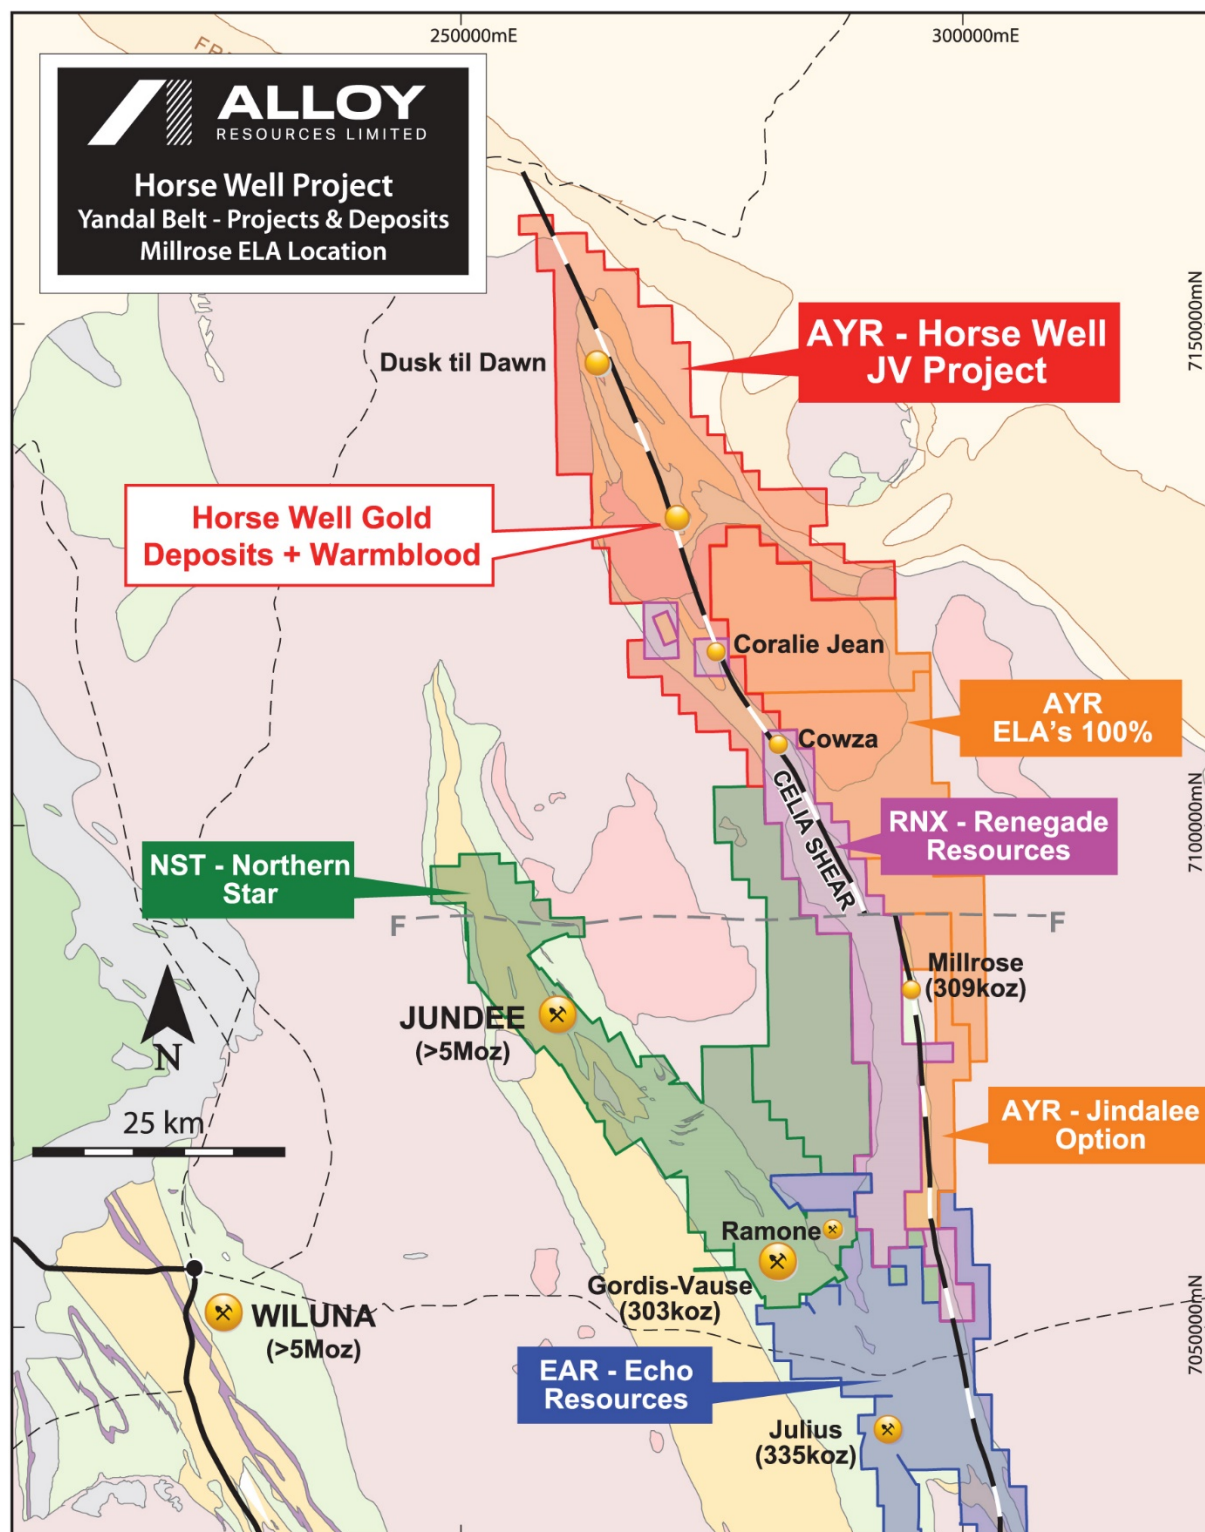 250000mE
300000mE
ALLOY
RESOURCES LIMITED
Horse Well Project
Yandal Belt - Projects & Deposits
Millrose ELA Location
7150000mN
AYR - Horse Well
JV Project
Dusk til Dawn
Horse Well Gold
Deposits + Warmblood
Coralie Jean
AYR
ELA's 100%
Cowza
CELIA SHEAR
RNX - Renegade
Resources
7100000mN
NST - Northern
Star
F
F
Millrose
(309koz)
JUNDEE
(>5Moz)
N
25 km
AYR - Jindalee
Option
Ramone
Gordis-Vause
(303koz)
WILUNA
(>5Moz)
7050000mN
EAR - Echo
Resources
Julius
(335koz)